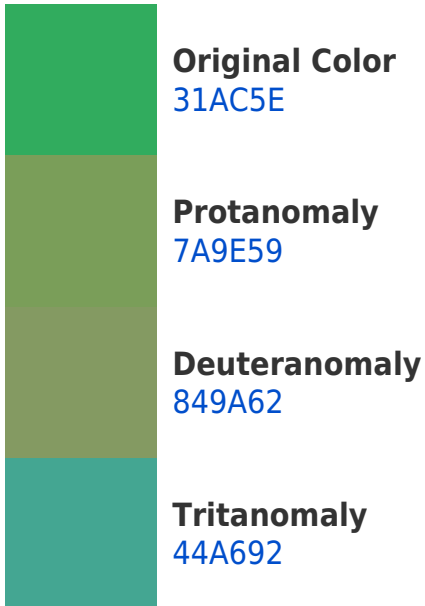 Original Color
31AC5E
Protanomaly
7A9E59
Deuteranomaly
849A62
Tritanomaly
44A692